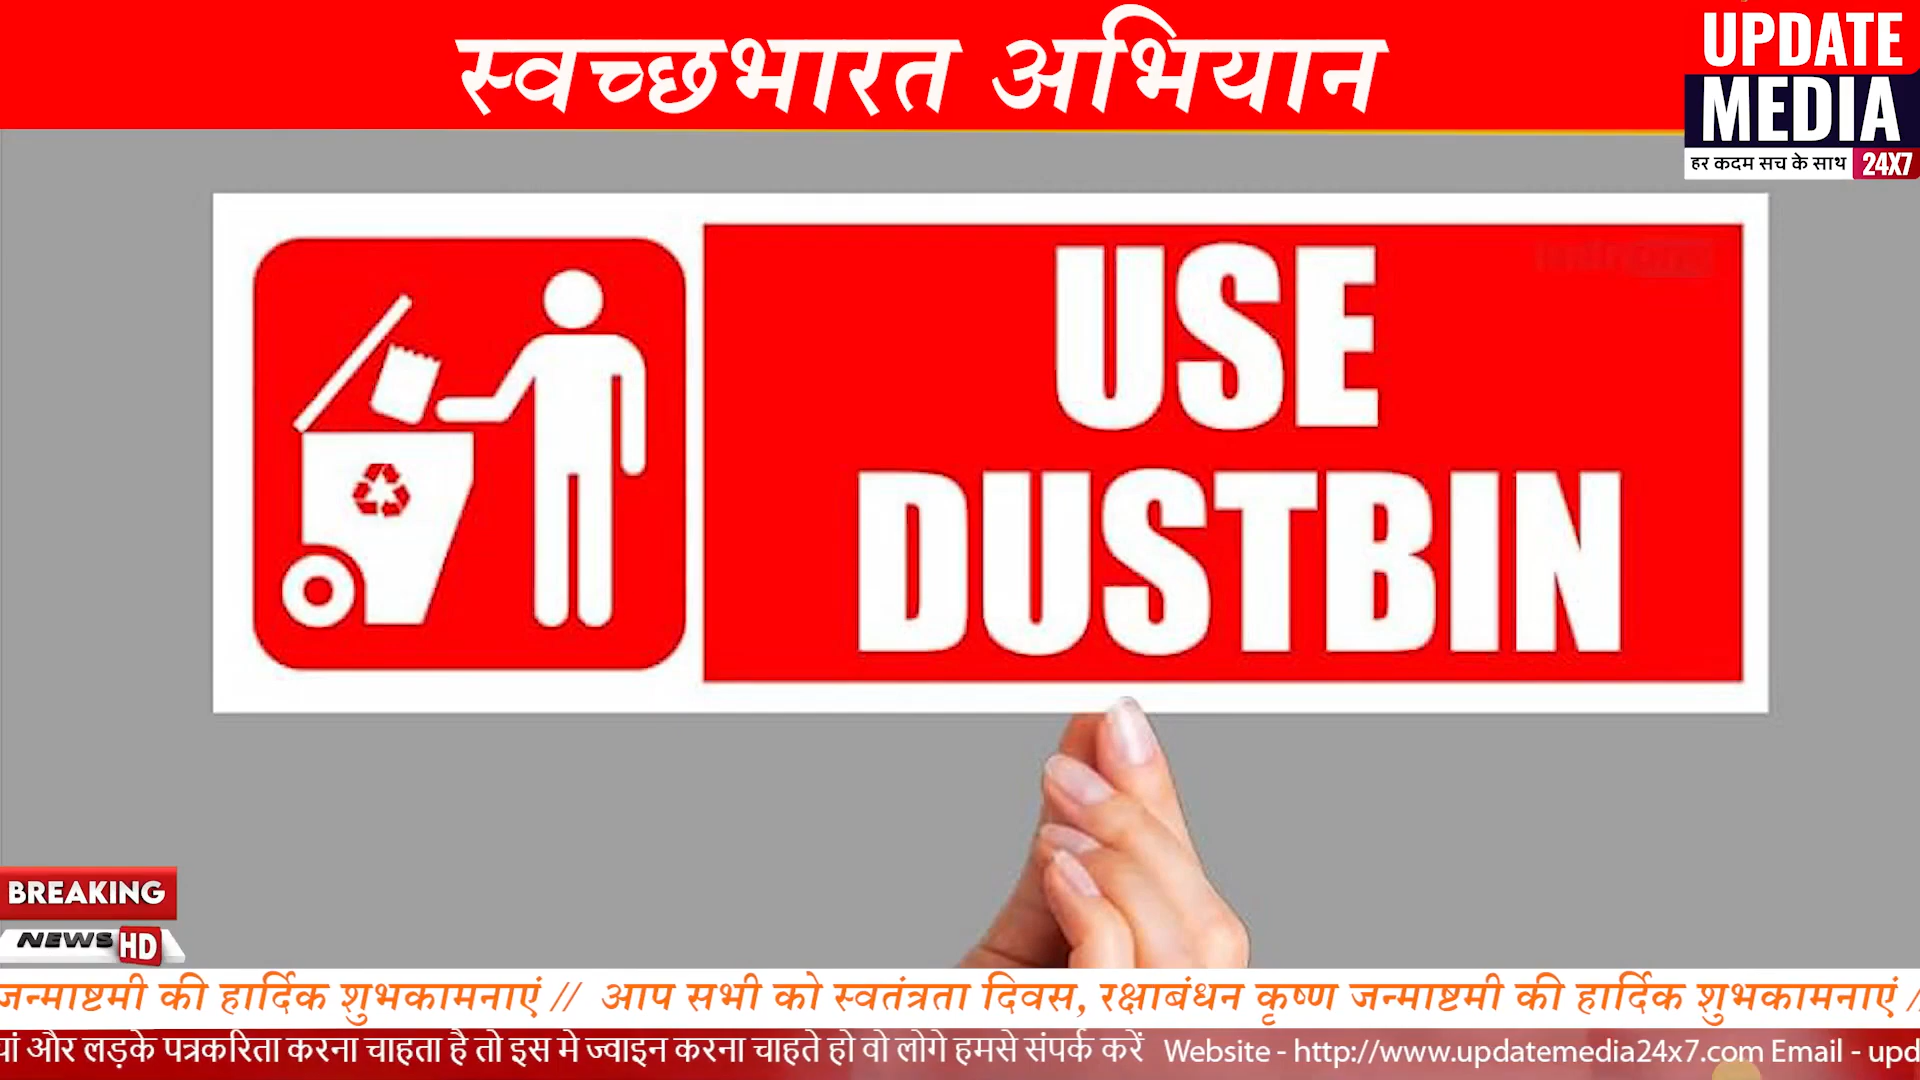 स्वच्छभारत अभियान
UPDATE
MEDIA
हर कदम सच के साथ 24X7
USE
DUSTBIN
BREAKING
NEWS HD
जन्माष्टमी की हार्दिक शुभकामनाएं // आप सभी को स्वतंत्रता दिवस, रक्षाबंधन कृष्ण जन्माष्टमी की हार्दिक शुभकामनाएं /
और लड़के पत्रकरिता करना चाहता है तो इस मे ज्वाइन करना चाहते हो वो लोगे हमसे संपर्क करें Website - http://www.updatemedia24x7.com Email - upd